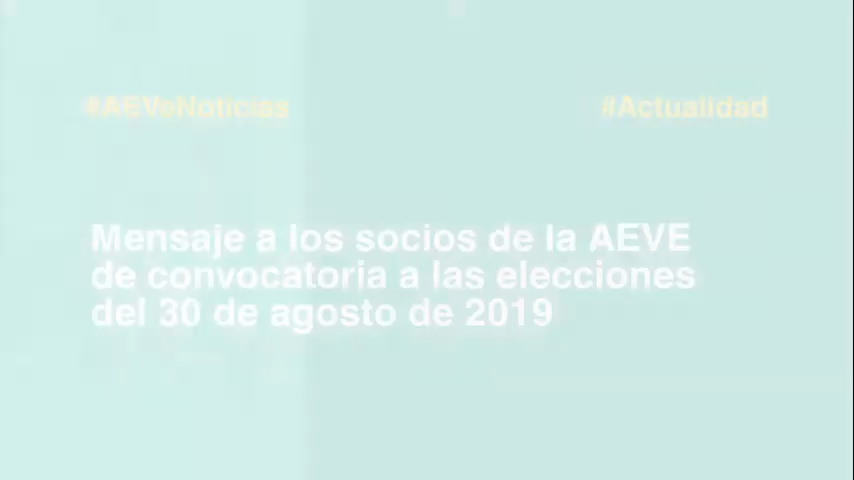 #AEVeNoticias #Actualidad
Mensaje a los socios de la AEVE
de convocatoria a las elecciones
del 30 de agosto de 2019